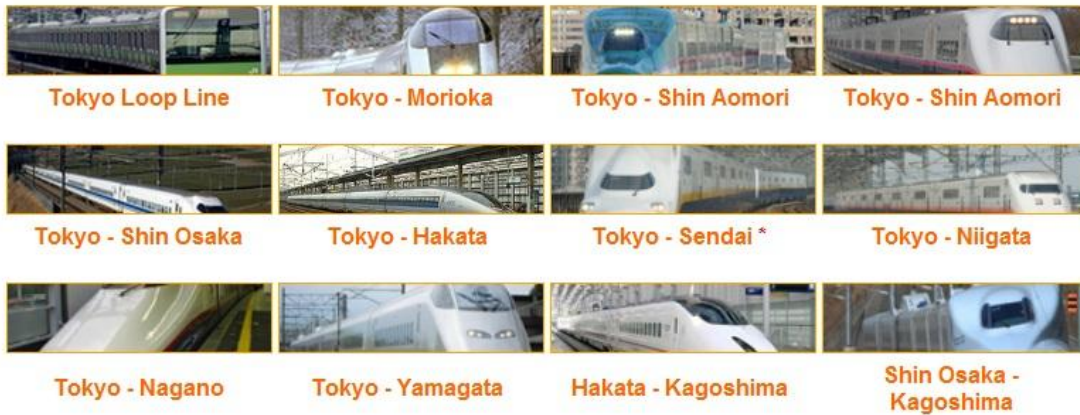 Tokyo Loop Line
Tokyo - Morioka
Tokyo - Shin Aomori
Tokyo - Shin Aomori
Tokyo - Shin Osaka
Tokyo - Hakata
Tokyo - Sendai *
Tokyo - Niigata
Tokyo - Nagano
Tokyo - Yamagata
Hakata - Kagoshima
Shin Osaka -
Kagoshima